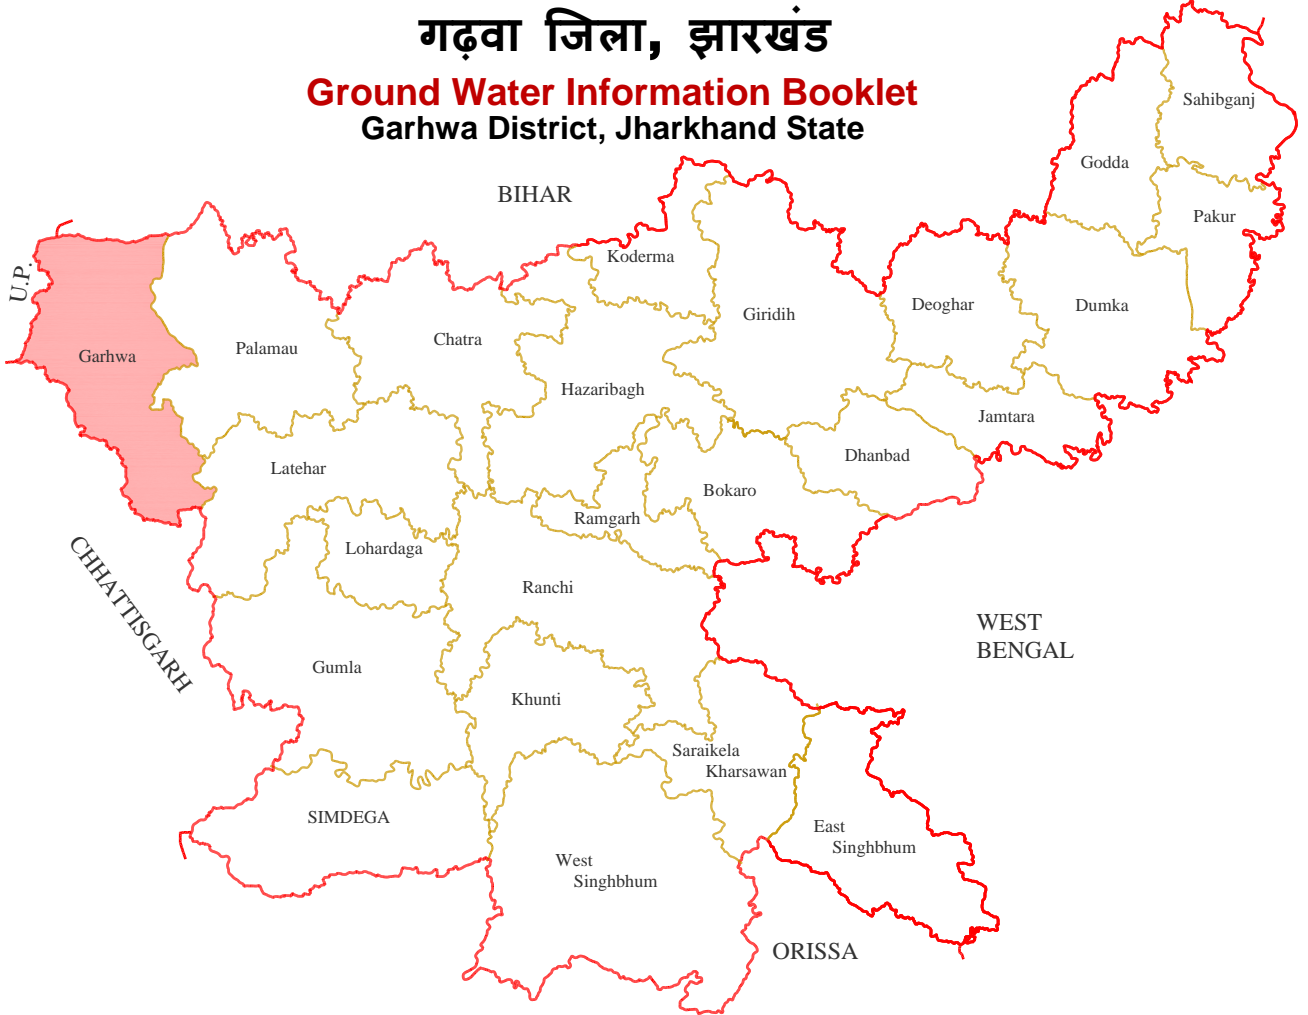 गढ़वा जिला, झारखंड
Ground Water Information Booklet
Garhwa District, Jharkhand State
BIHAR
Sahibganj
Godda
Pakur
Koderma
U.P.
Giridih
Deoghar
Dumka
Garhwa
Palamau
Chatra
Hazaribagh
Jamtara
Latehar
Dhanbad
Bokaro
Ramgarh
Lohardaga
Ranchi
CHHATTISGARH
WEST
BENGAL
Gumla
Khunti
Saraikela
Kharsawan
SIMDEGA
East
Singhbhum
West
Singhbhum
ORISSA